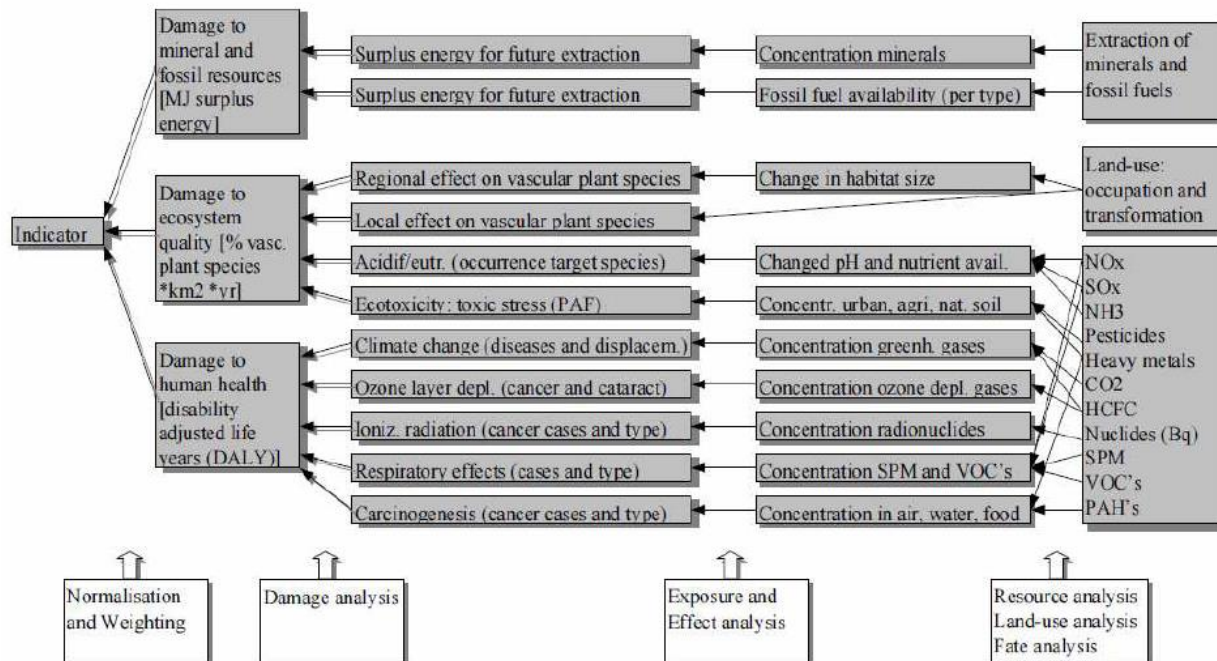 Damage to
mineral and
fossil resources
[MJ surplus
energy]
Surplus energy for future extraction
Concentration minerals
Extraction of
minerals and
fossil fuels
Surplus energy for future extraction
Fossil fuel availability (per type)
Indicator
Damage to
ecosystem
quality [% vasc.
plant species
*km2 *yr]
Regional effect on vascular plant species
Change in habitat size
Land-use:
occupation and
transformation
Local effect on vascular plant species
Acidif/eutr. (occurrence target species)
Changed pH and nutrient avail.
Ecotoxicity: toxic stress (PAF)
Concentr. urban, agri, nat. soil
Damage to
human health
[disability
adjusted life
years (DALY)]
Climate change (diseases and displacem.)
Concentration greenh. gases
Ozone layer depl. (cancer and cataract)
Concentration ozone depl. gases
Ioniz. radiation (cancer cases and type)
Concentration radionuclides
Respiratory effects (cases and type)
Concentration SPM and VOC's
Carcinogenesis (cancer cases and type)
Concentration in air, water, food
NOx
SOx
NH3
Pesticides
Heavy metals
CO2
HCFC
Nuclides (Bq)
SPM
VOC's
PAH's
Normalisation
and Weighting
Damage analysis
Exposure and
Effect analysis
Resource analysis
Land-use analysis
Fate analysis